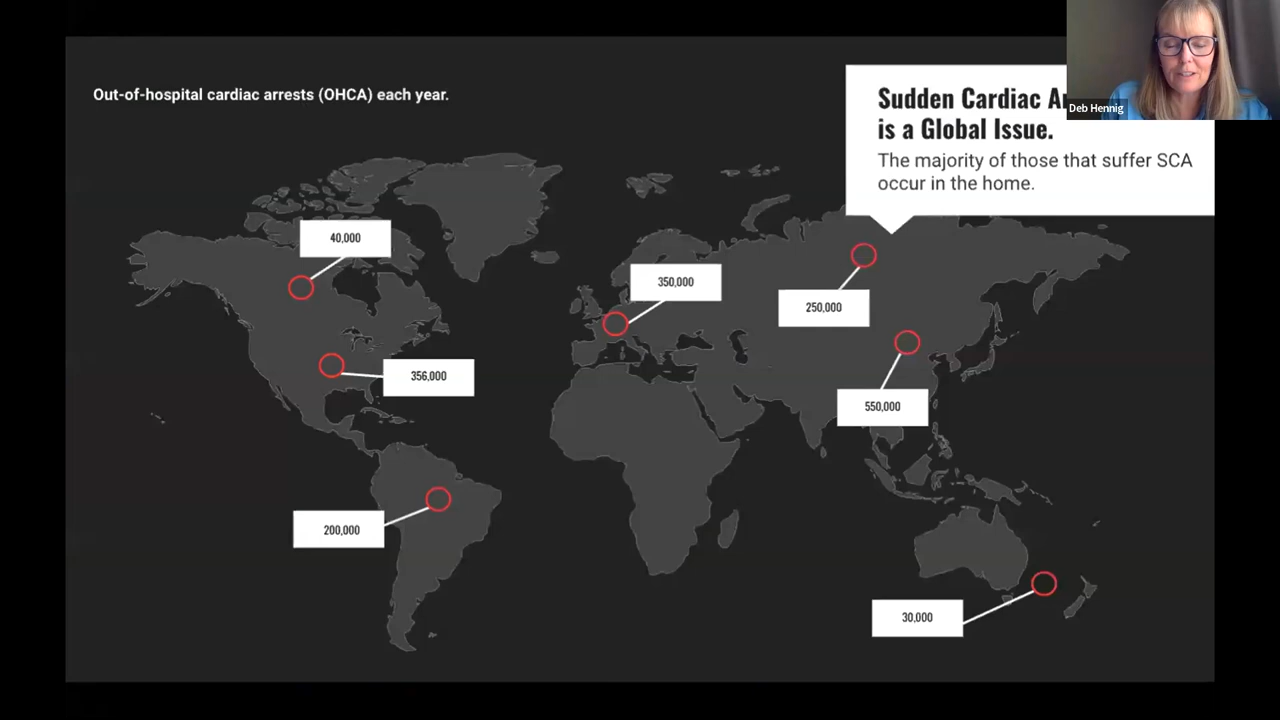 Out-of-hospital cardiac arrests (OHCA) each year.
Sudden Cardiac
is a Global Issue.
The majority of those that suffer SCA
occur in the home.
Deb Hennig
40,000
350,000
250,000
356,000
550,000
200,000
30,000